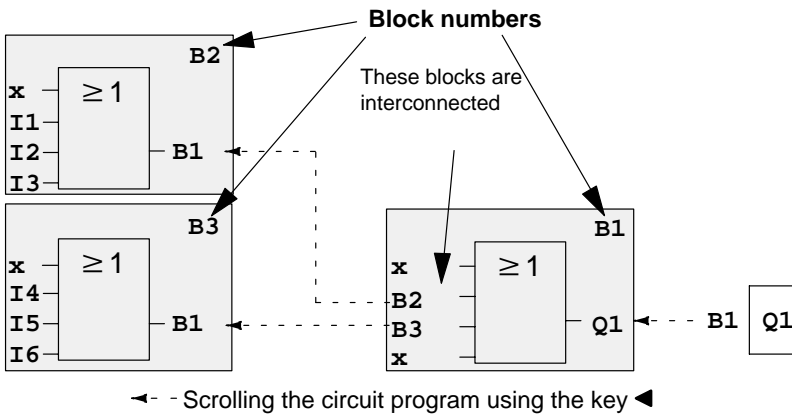 Block numbers
B2
These blocks are
interconnected
x
≥1
I1
I2
B1
I3
B3
x
≥1
I4
I5
B1
I6
B1
x
≥1
B2
B3
Q1
x
B1
Q1
Scrolling the circuit program using the key ◀